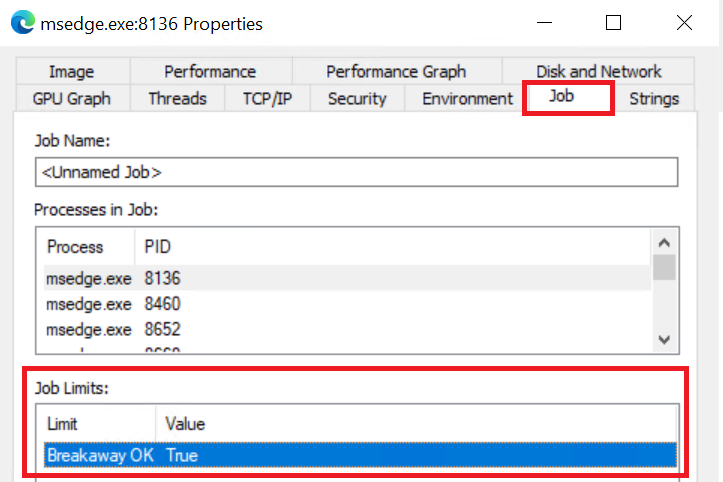 msedge.exe:8136 Properties
Image Performance Performance Graph Disk and Network
GPU Graph Threads TCP/IP Security Environment Job Strings
Job Name:
<Unnamed Job>
Processes in Job:
Process PID
msedge.exe 8136
msedge.exe 8460
msedge.exe 8652
Job Limits:
Limit Value
Breakaway OK True